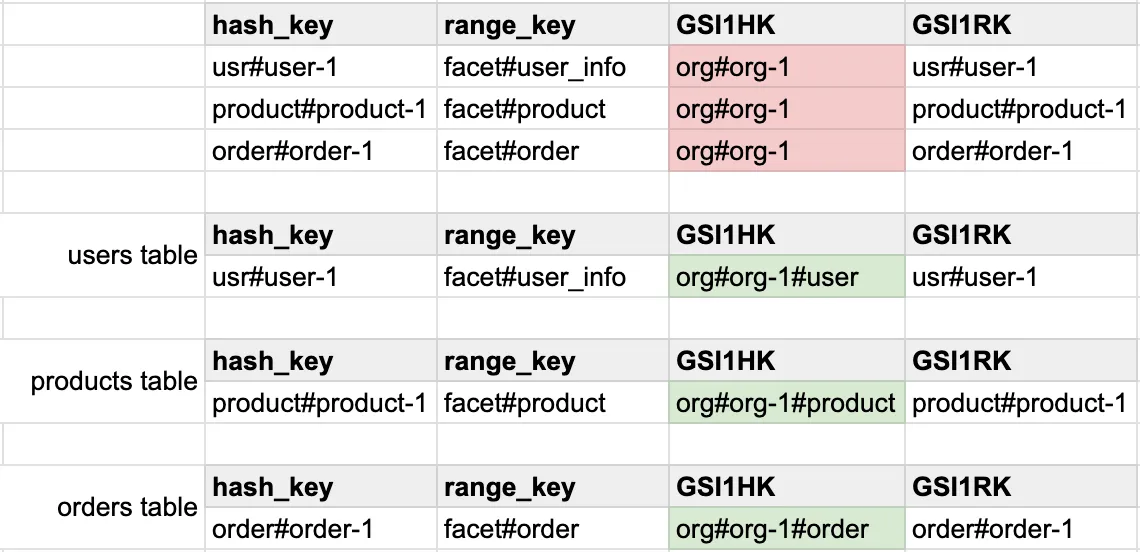 hash_key range_key GSI1HK GSI1RK
usr#user-1 facet#user_info org#org-1 usr#user-1
product#product-1 facet#product org#org-1 product#product-1
order#order-1 facet#order org#org-1 order#order-1
users table
hash_key range_key GSI1HK GSI1RK
usr#user-1 facet#user_info org#org-1#user usr#user-1
products table
hash_key range_key GSI1HK GSI1RK
product#product-1 facet#product org#org-1#product product#product-1
orders table
hash_key range_key GSI1HK GSI1RK
order#order-1 facet#order org#org-1#order order#order-1